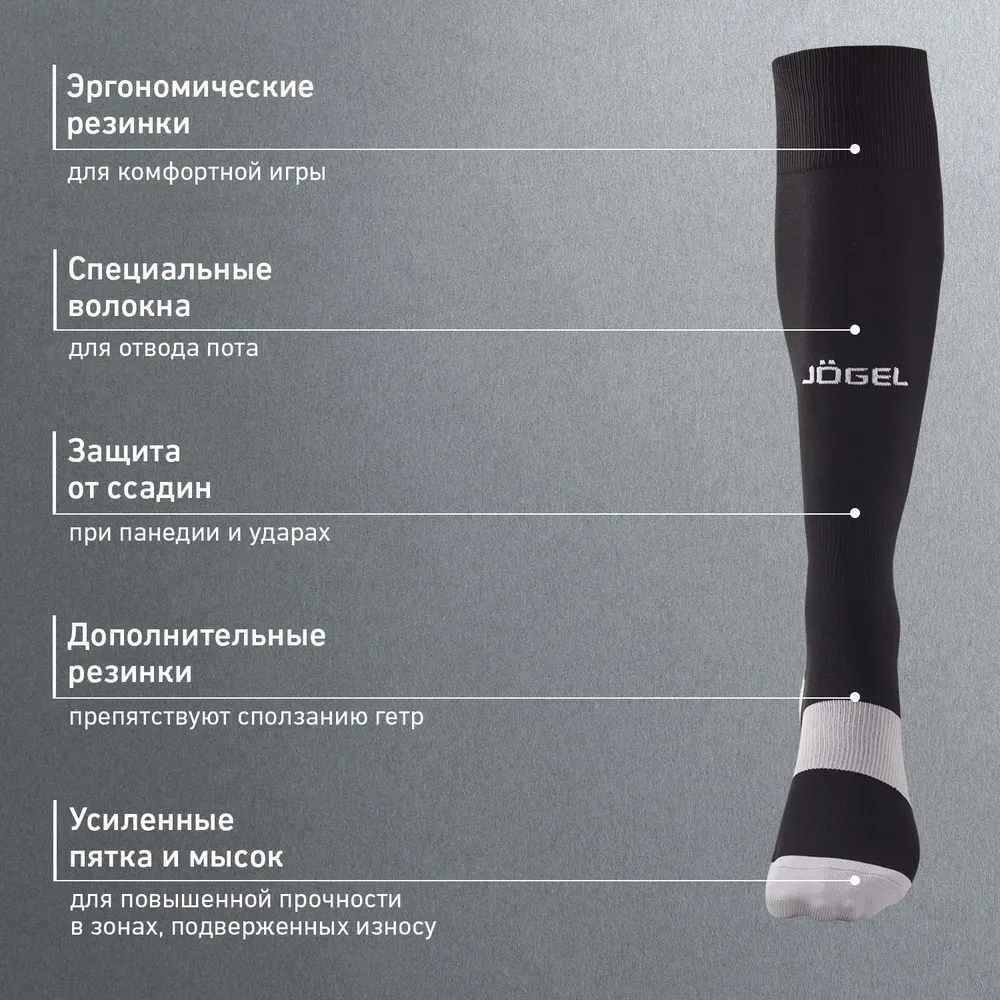 Эргономические
резинки
для комфортной игры
Специальные
волокна
для отвода пота
JÖGEL
Защита
от ссадин
при панедии и ударах
Дополнительные
резинки
препятствуют сползанию гетр
Усиленные
пятка и мысок
для повышенной прочности
в зонах, подверженных износу